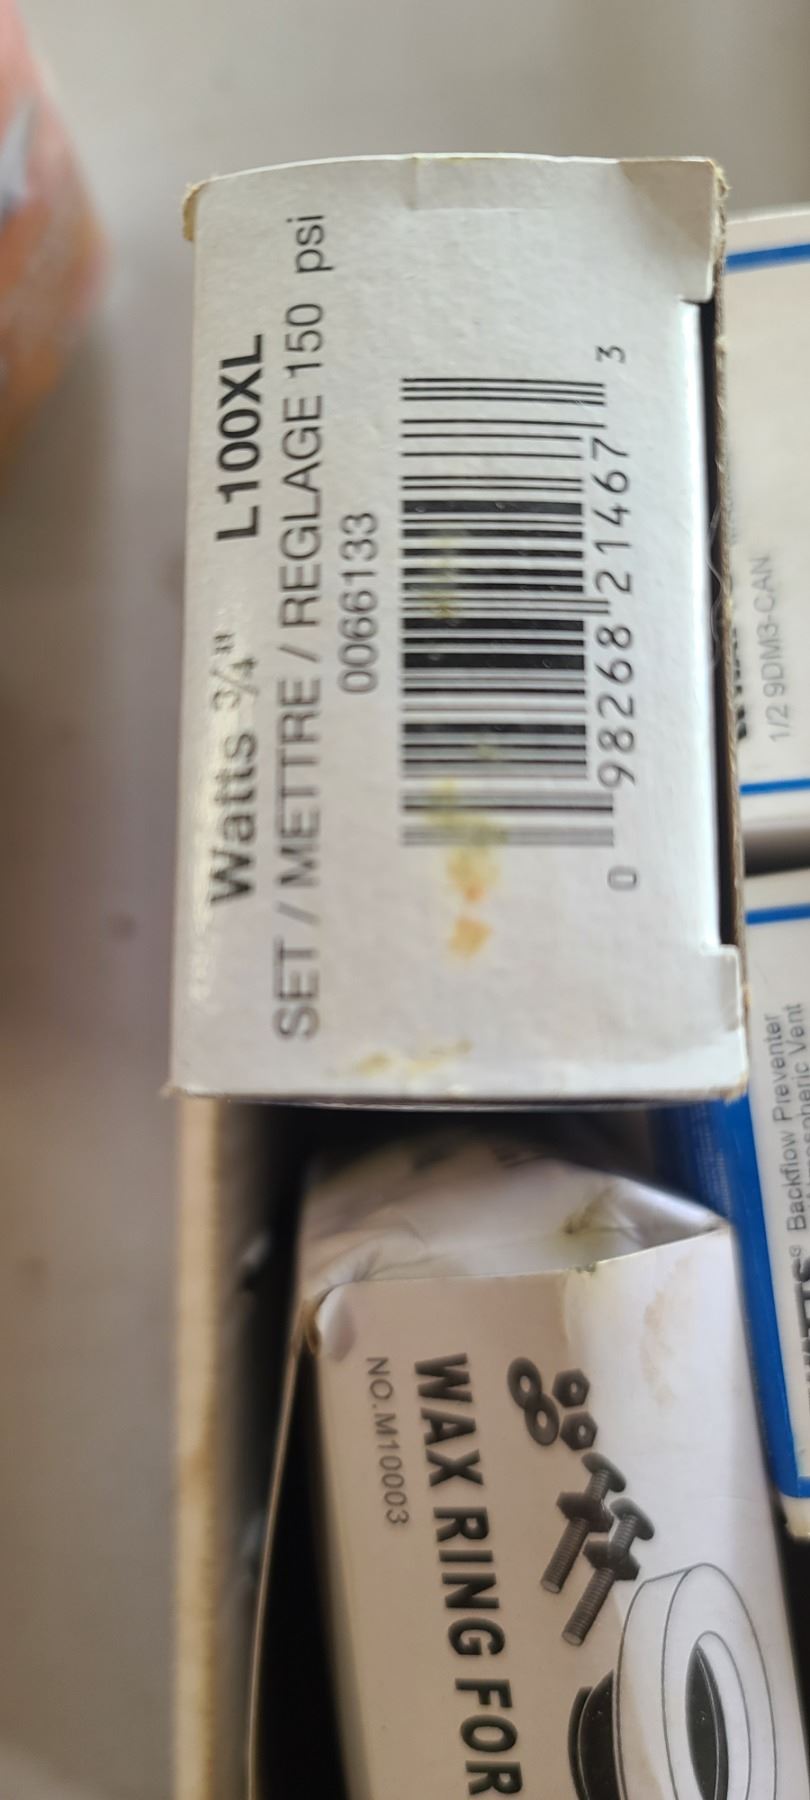 Watts 3/4" L100XL
SET / METTRE / REGLAGE 150 psi
0066133
0 98268 21467 3
1/2 9DM3-CAN
Backflow Preventer
Vent
NO.M10003
WAX RING FOR